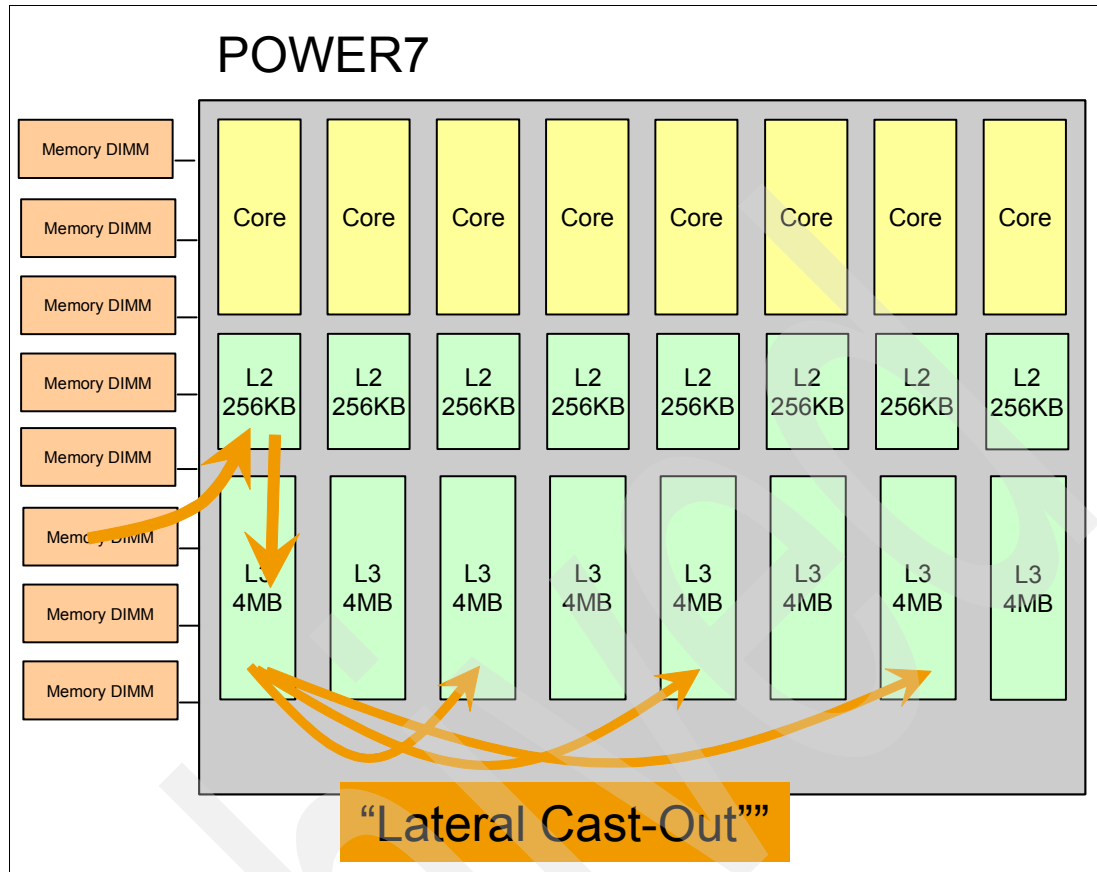 POWER7
Memory DIMM
Memory DIMM
Memory DIMM
Memory DIMM
Memory DIMM
Memory DIMM
Memory DIMM
Memory DIMM
Core Core Core Core Core Core Core Core
L2 L2 L2 L2 L2 L2 L2 L2
256KB 256KB 256KB 256KB 256KB 256KB 256KB 256KB
L3 L3 L3 L3 L3 L3 L3 L3
4MB 4MB 4MB 4MB 4MB 4MB 4MB 4MB
“Lateral Cast-Out””